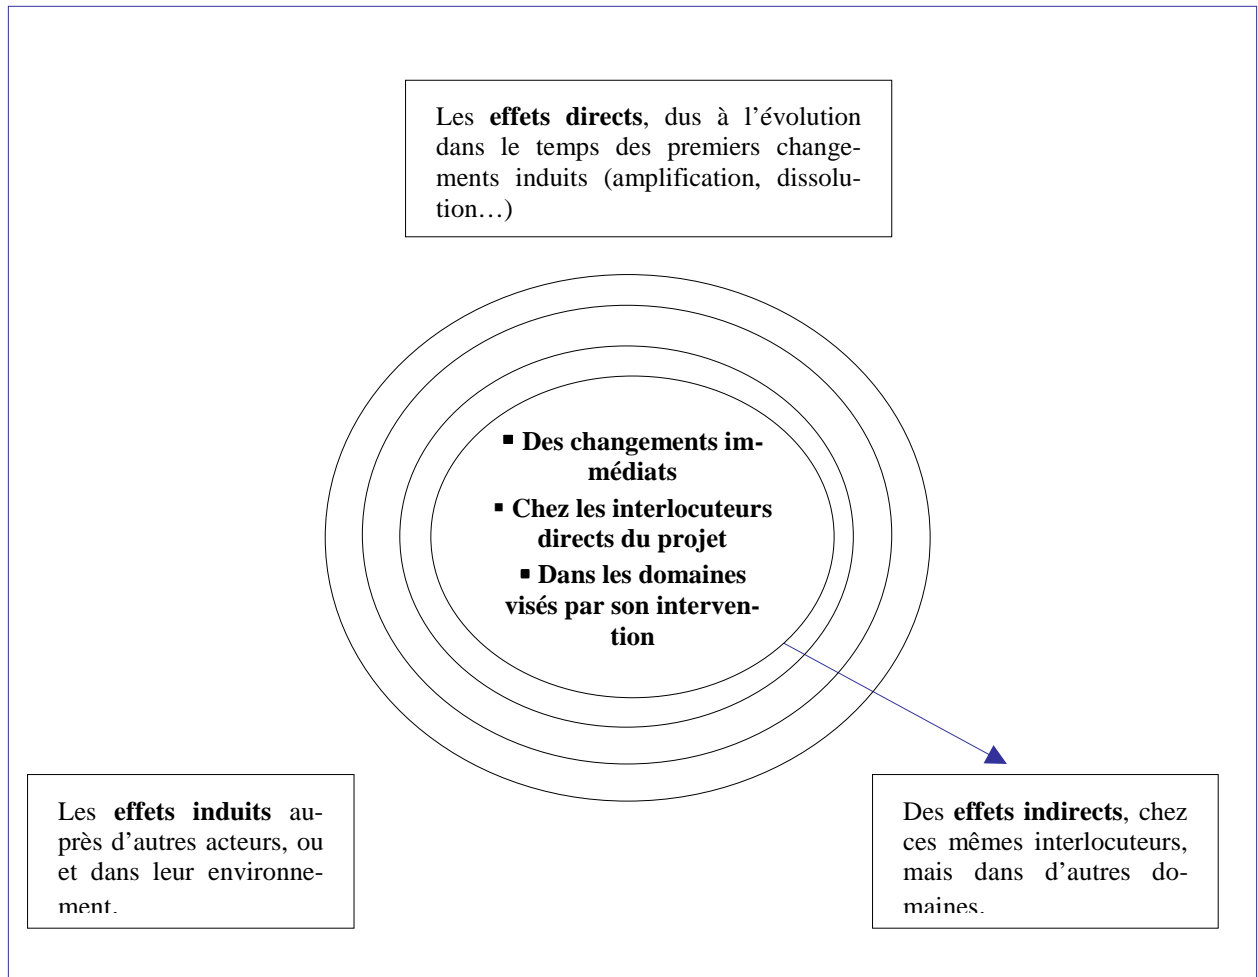 Les effets directs, dus à l’évolution
dans le temps des premiers change-
ments induits (amplification, dissolu-
tion…)
▪ Des changements im-
médiats
▪ Chez les interlocuteurs
directs du projet
▪ Dans les domaines
visés par son interven-
tion
Les effets induits au-
près d’autres acteurs, ou
et dans leur environne-
ment.
Des effets indirects, chez
ces mêmes interlocuteurs,
mais dans d’autres do-
maines.